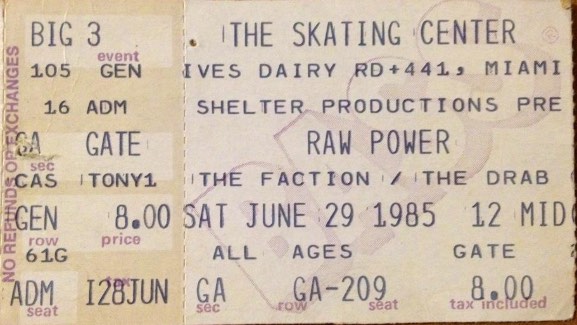 NO REFUNDS OR EXCHANGES
BIG 3
event
105 GEN
16 ADM
GA GATE
sec
CAS TONY1
GEN 8.00
row price
61G
tax
ADM I28JUN
seat
THE SKATING CENTER
IVES DAIRY RD+441, MIAMI
SHELTER PRODUCTIONS PRE
RAW POWER
THE FACTION / THE DRAB
SAT JUNE 29 1985 12 MID
ALL AGES GATE
GA GA-209 8.00
sec row seat tax included
BASS